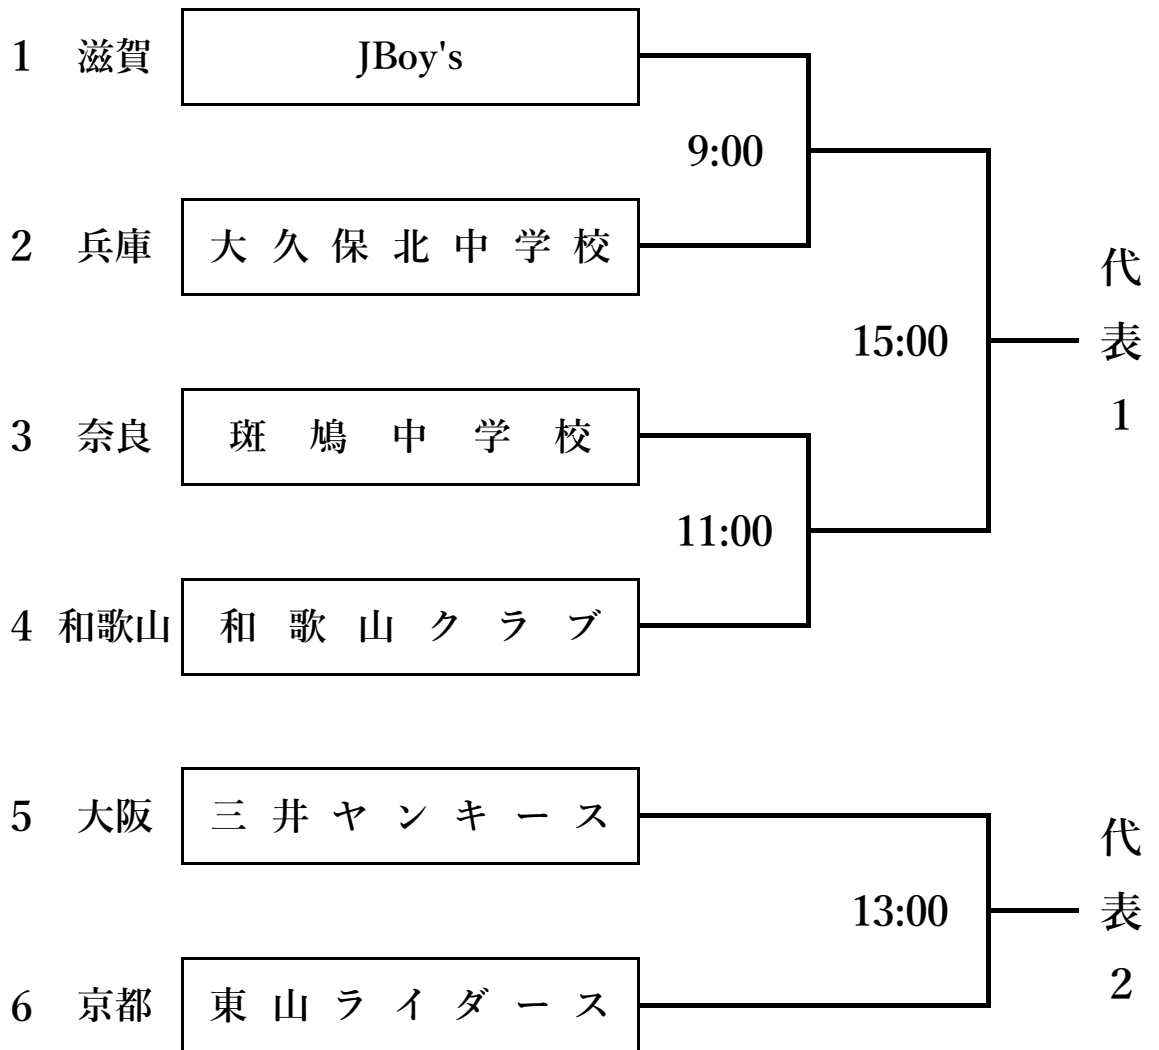 1 滋賀 JBoy's
9:00
2 兵庫 大久保北中学校
15:00
代表1
3 奈良 斑鳩中学校
11:00
4 和歌山 和歌山クラブ
5 大阪 三井ヤンキース
13:00
代表2
6 京都 東山ライダース